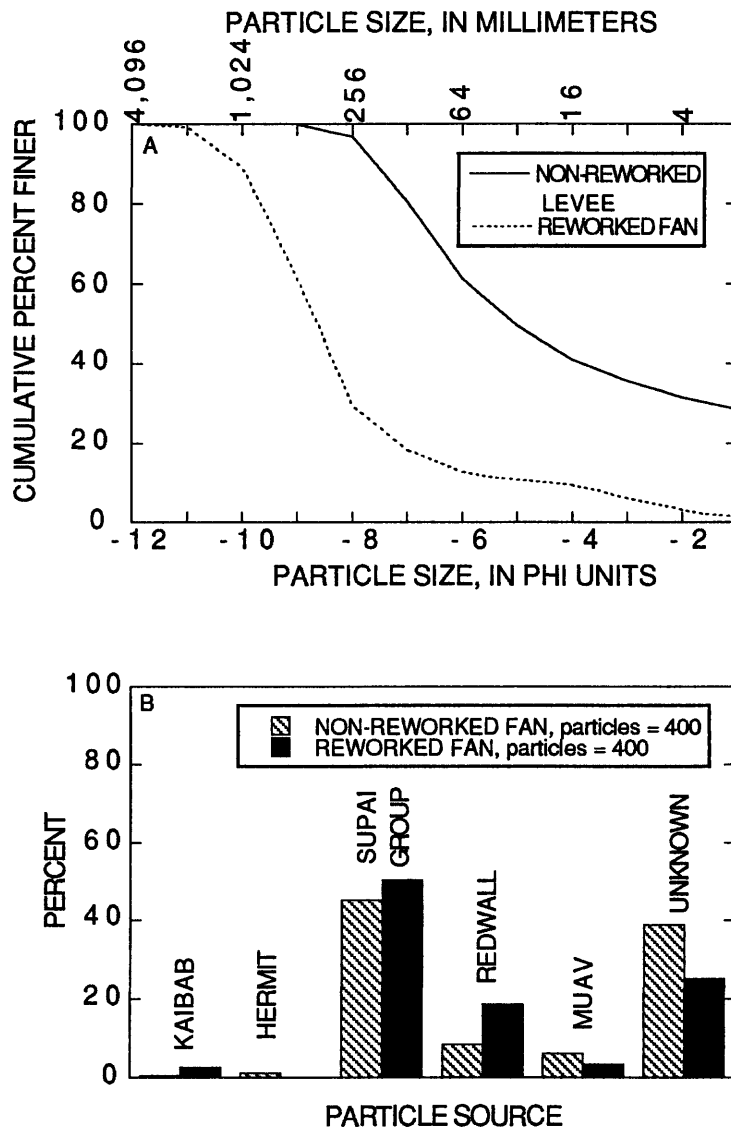 PARTICLE SIZE, IN MILLIMETERS
4,096
1,024
256
64
16
4
100
80
60
40
20
0
A
NON-REWORKED
LEVEE
REWORKED FAN
CUMULATIVE PERCENT FINER
-12
-10
-8
-6
-4
-2
PARTICLE SIZE, IN PHI UNITS
100
80
60
40
20
0
B
NON-REWORKED FAN, particles = 400
REWORKED FAN, particles = 400
PERCENT
KAIBAB
HERMIT
SUPAI
GROUP
REDWALL
MUAV
UNKNOWN
PARTICLE SOURCE